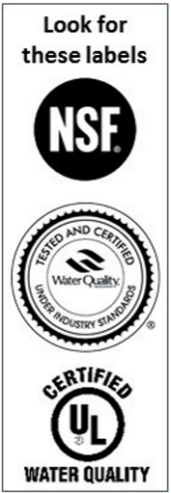 Look for
these labels
NSF®
TESTED AND CERTIFIED
Water Quality
UNDER INDUSTRY STANDARDS
®
CERTIFIED
UL
®
WATER QUALITY